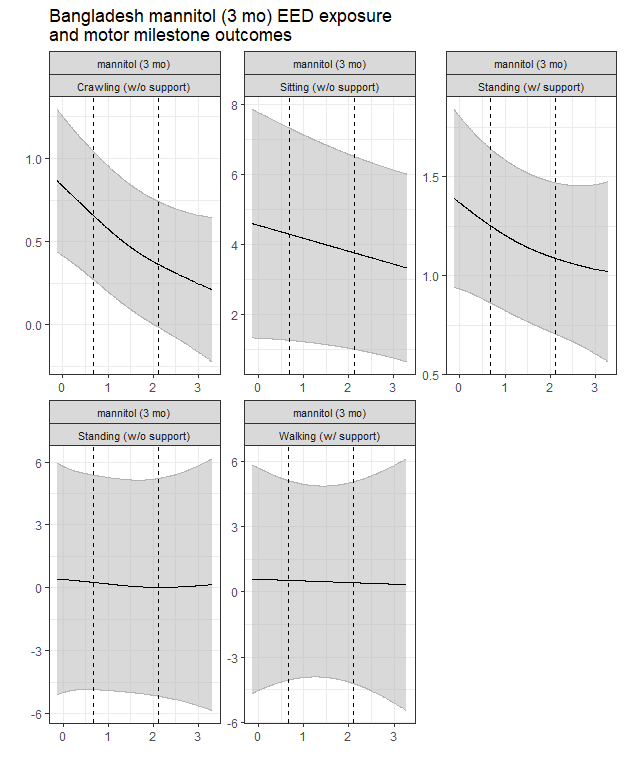 Bangladesh mannitol (3 mo) EED exposure
and motor milestone outcomes
mannitol (3 mo) mannitol (3 mo) mannitol (3 mo)
Crawling (w/o support) Sitting (w/o support) Standing (w/ support)
1.0
0.5
0.0
0 1 2 3
8
6
4
2
0 1 2 3
1.5
1.0
0.5
0 1 2 3
mannitol (3 mo) mannitol (3 mo)
Standing (w/o support) Walking (w/ support)
6
3
0
-3
-6
0 1 2 3
6
3
0
-3
-6
0 1 2 3